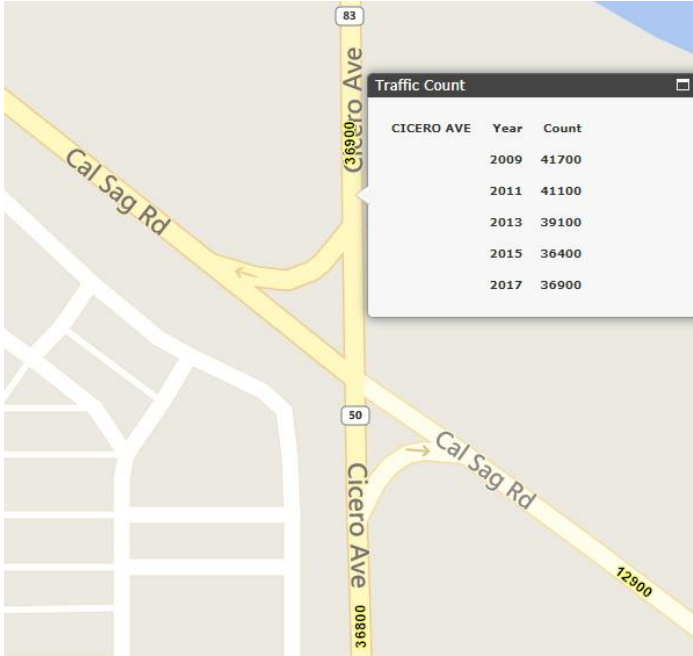 83
Cicero Ave
36900
Traffic Count
CICERO AVE Year Count
2009 41700
2011 41100
2013 39100
2015 36400
2017 36900
Cal Sag Rd
50
Cal Sag Rd
Cicero Ave
12900
36800